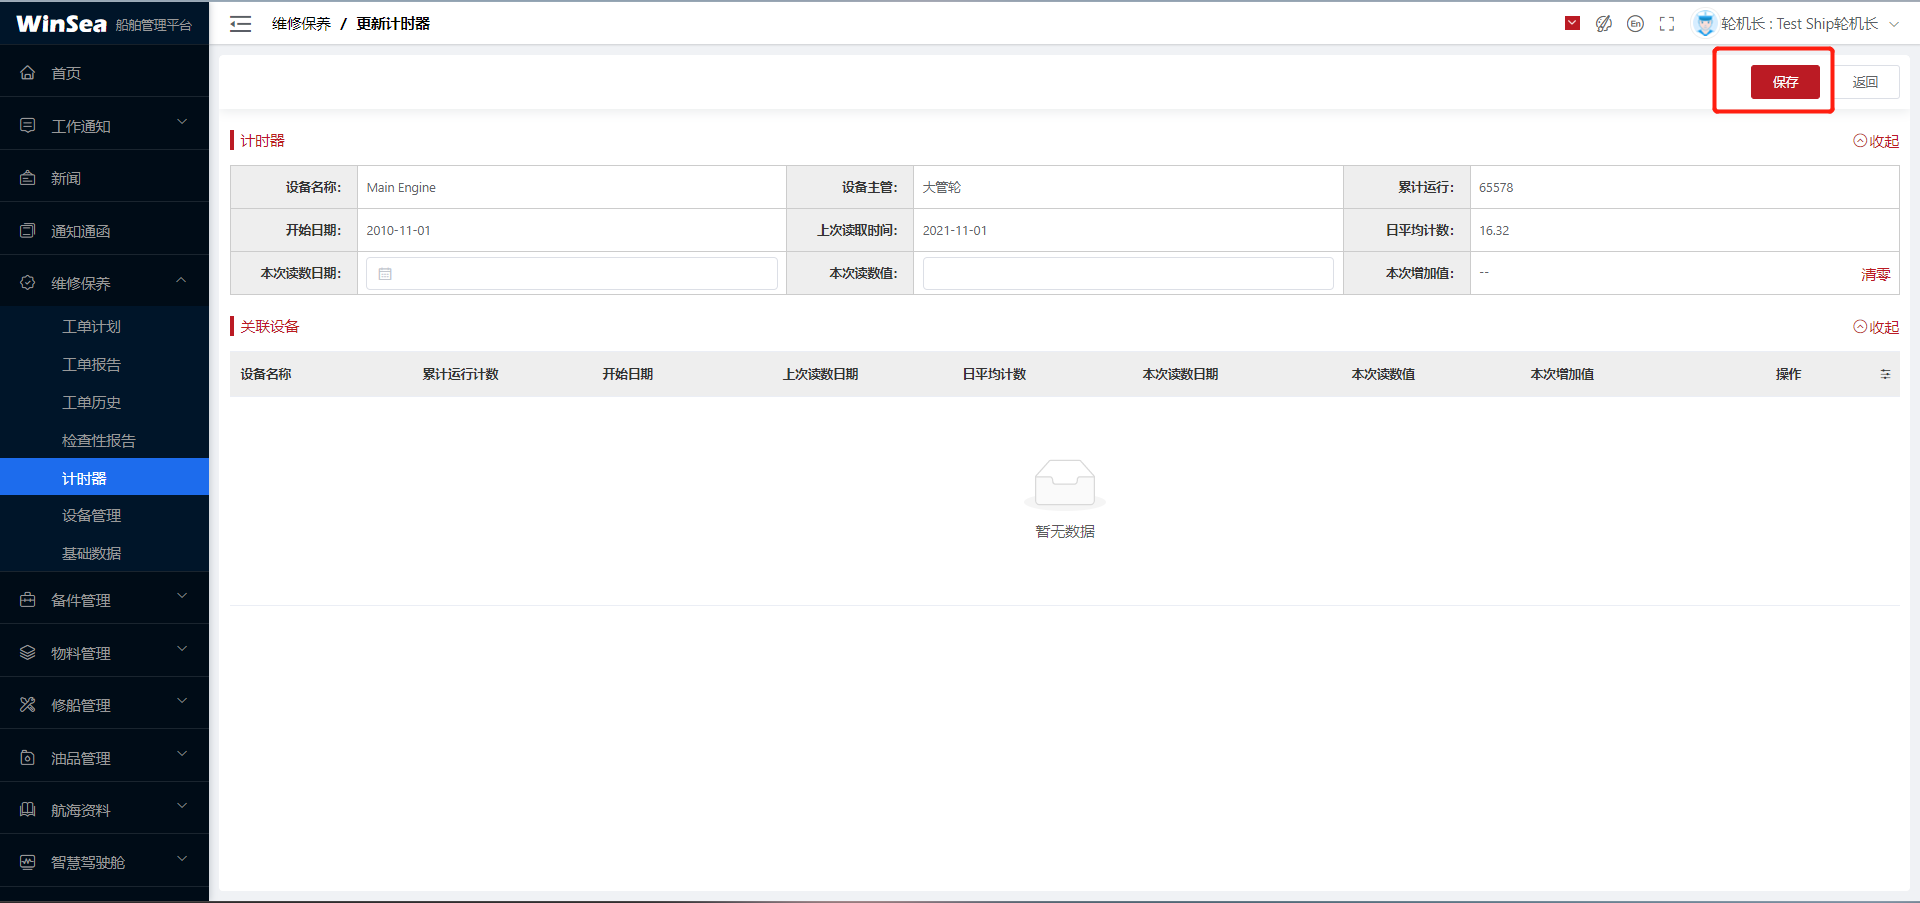 WinSea 船舶管理平台
维修保养 / 更新计时器
En
轮机长 : Test Ship轮机长
首页
工作通知
新闻
通知通函
维修保养
工单计划
工单报告
工单历史
检查性报告
计时器
设备管理
基础数据
备件管理
物料管理
修船管理
油品管理
航海资料
智慧驾驶舱
保存 返回
计时器 收起
设备名称: Main Engine 设备主管: 大管轮 累计运行: 65578
开始日期: 2010-11-01 上次读取时间: 2021-11-01 日平均计数: 16.32
本次读数日期: 本次读数值: 本次增加值: -- 清零
关联设备 收起
设备名称 累计运行计数 开始日期 上次读数日期 日平均计数 本次读数日期 本次读数值 本次增加值 操作
暂无数据